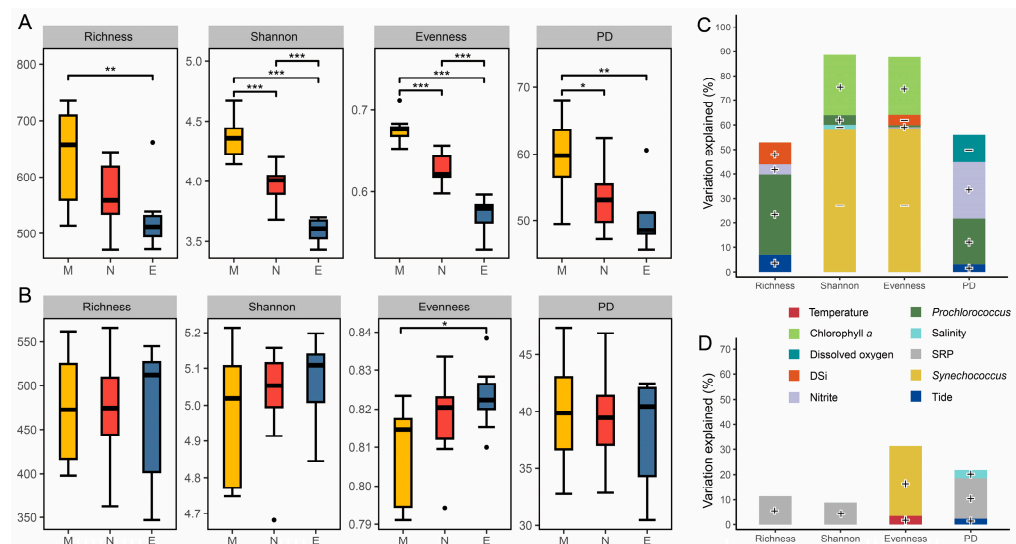 A
Richness
Shannon
Evenness
PD
800
700
600
500
**
M N E
5.0
4.5
4.0
3.5
***
***
***
M N E
0.7
0.6
***
***
***
M N E
70
60
50
**
*
M N E
B
Richness
Shannon
Evenness
PD
550
500
450
400
350
M N E
5.2
5.1
5.0
4.9
4.8
4.7
M N E
0.84
0.83
0.82
0.81
0.80
0.79
*
M N E
45
40
35
30
M N E
C
Variation explained (%)
100
90
80
70
60
50
40
30
20
10
0
+ + + +
− − + +
− + − +
+ + + −
Richness Shannon Evenness PD
Temperature
Chlorophyll a
Dissolved oxygen
DSi
Nitrite
Prochlorococcus
Salinity
SRP
Synechococcus
Tide
D
Variation explained (%)
70
60
50
40
30
20
10
0
+ + + + + + +
Richness Shannon Evenness PD